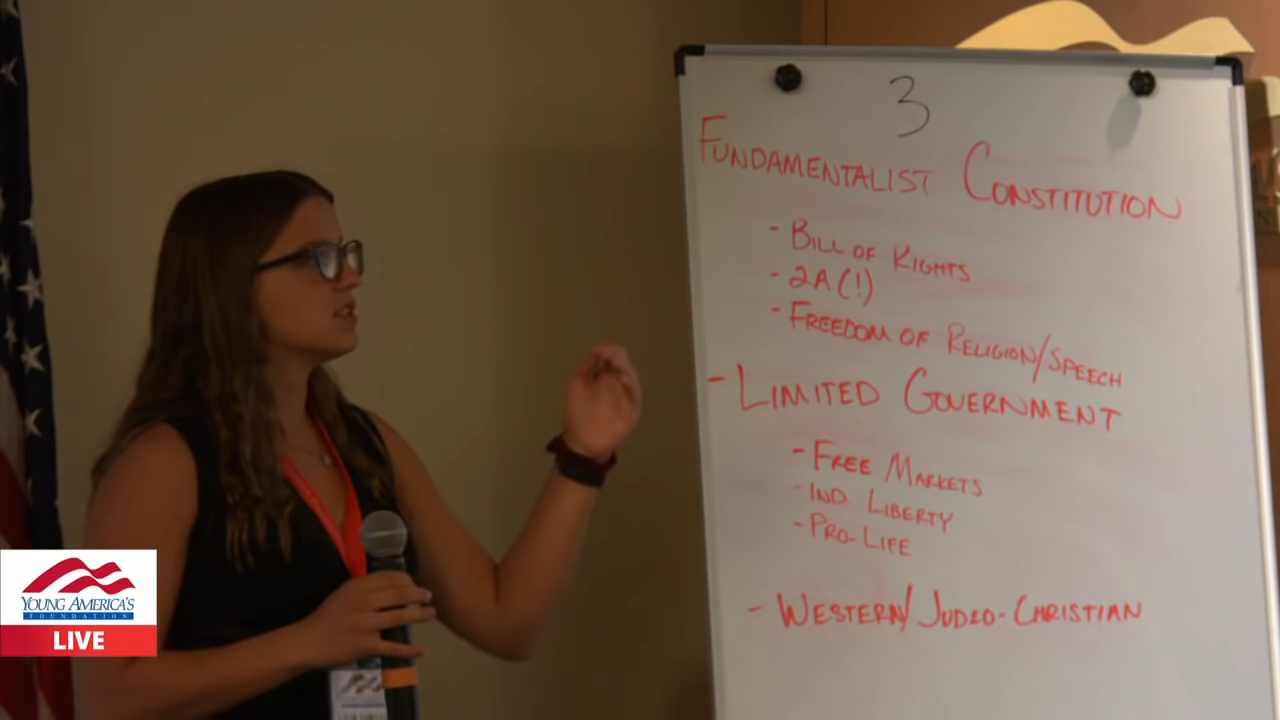 3
FUNDAMENTALIST CONSTITUTION
- BILL OF RIGHTS
- 2A (!)
- FREEDOM OF RELIGION/SPEECH
- LIMITED GOVERNMENT
- FREE MARKETS
- IND. LIBERTY
- PRO-LIFE
- WESTERN/JUDEO-CHRISTIAN
YOUNG AMERICA'S
FOUNDATION
LIVE